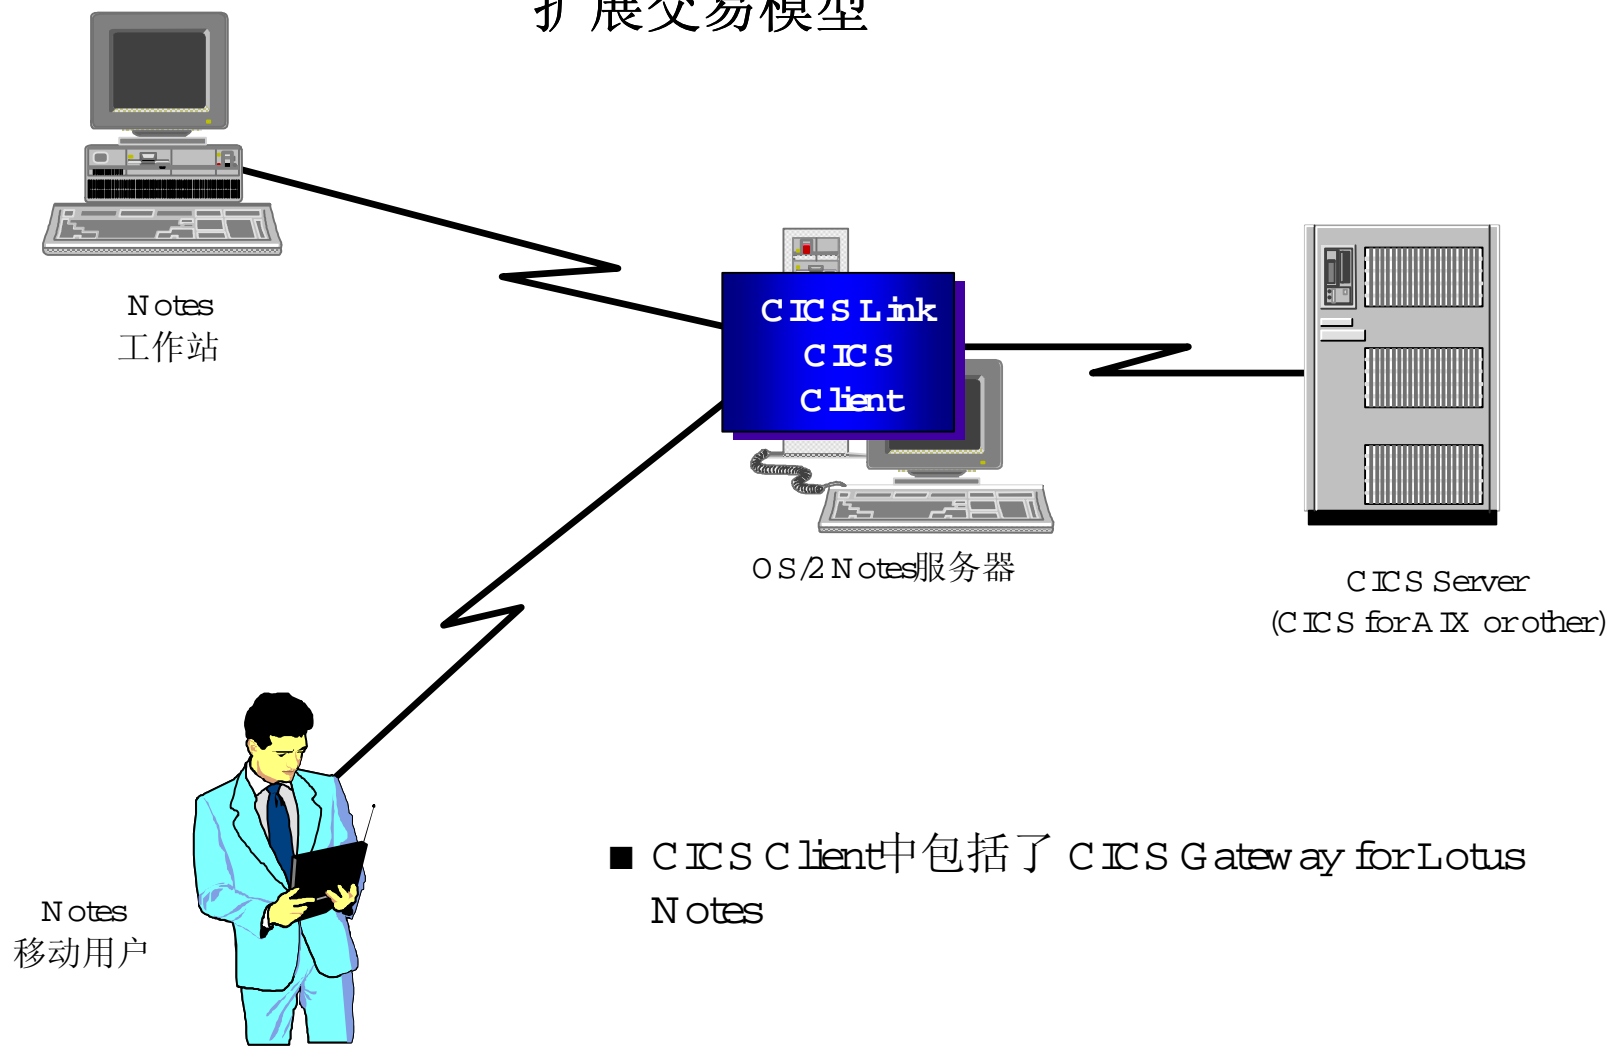 扩展交易模型
Notes
工作站
CICS Link
CICS
Client
OS/2 Notes服务器
CICS Server
(CICS for AIX or other)
Notes
移动用户
■ CICS Client中包括了 CICS Gateway for Lotus
Notes